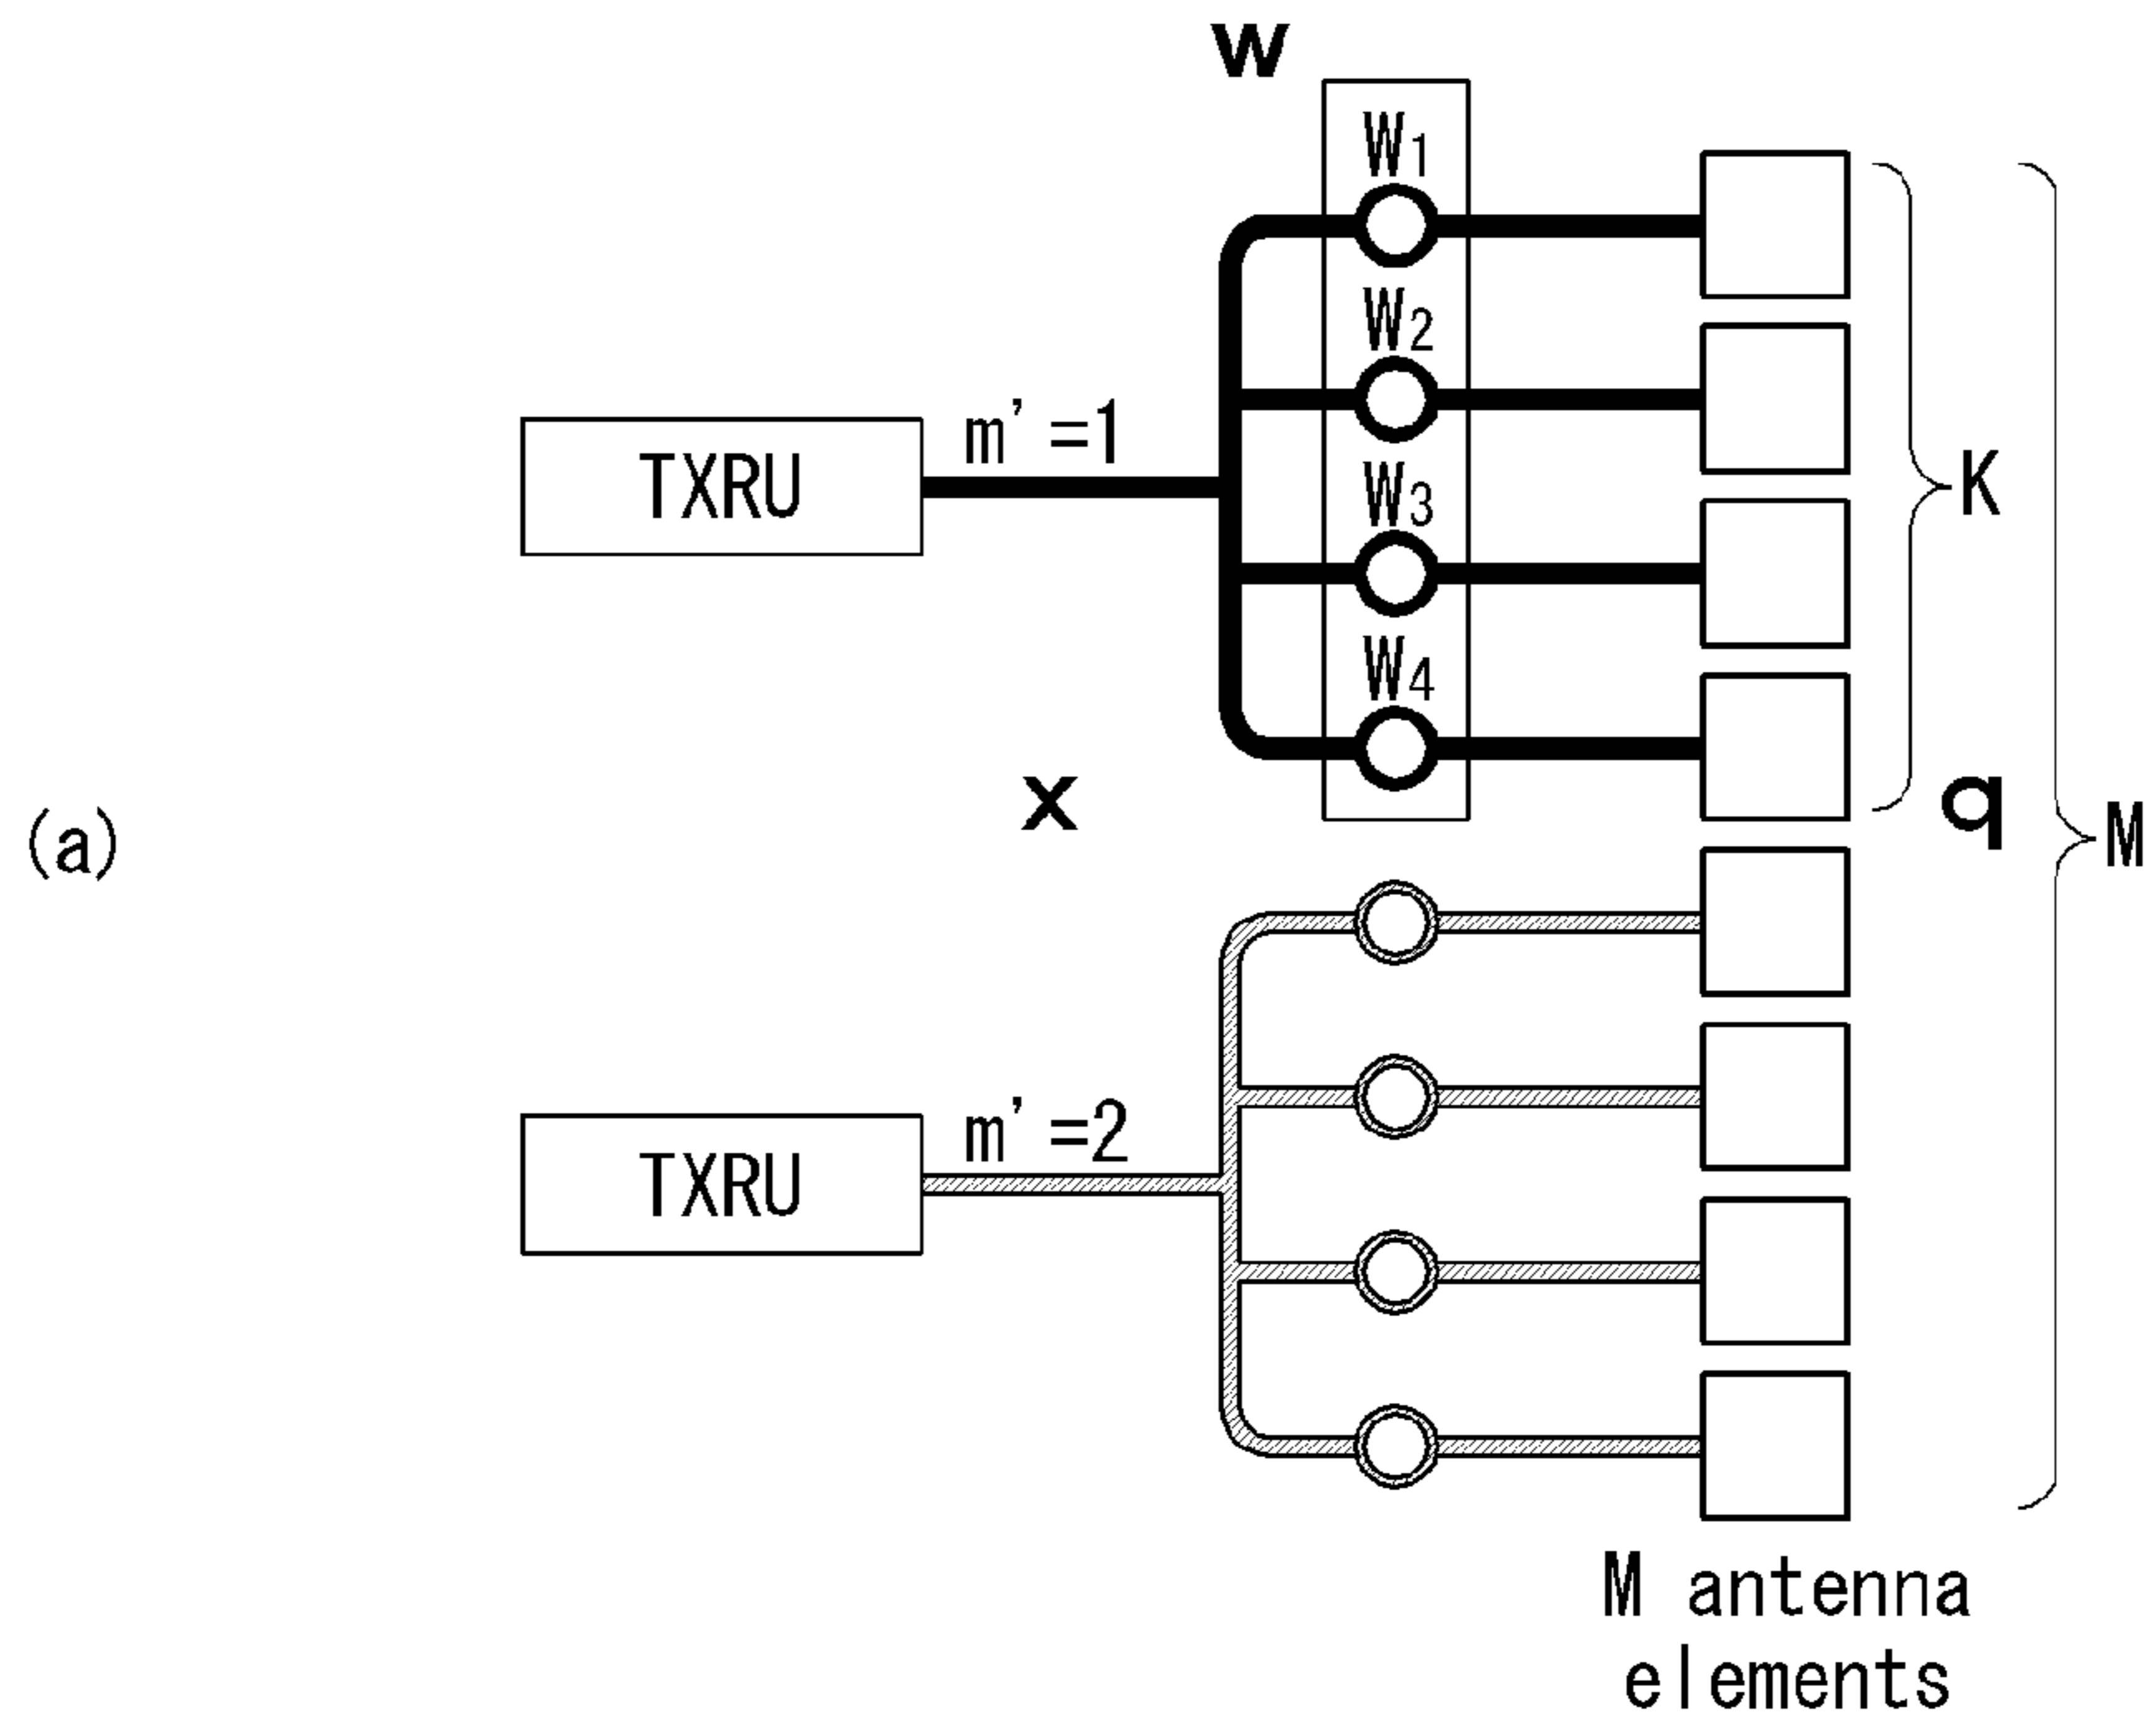 w
W1
W2
m'=1
TXRU
W3
K
W4
x
q
(a)
M
m'=2
TXRU
M antenna
elements